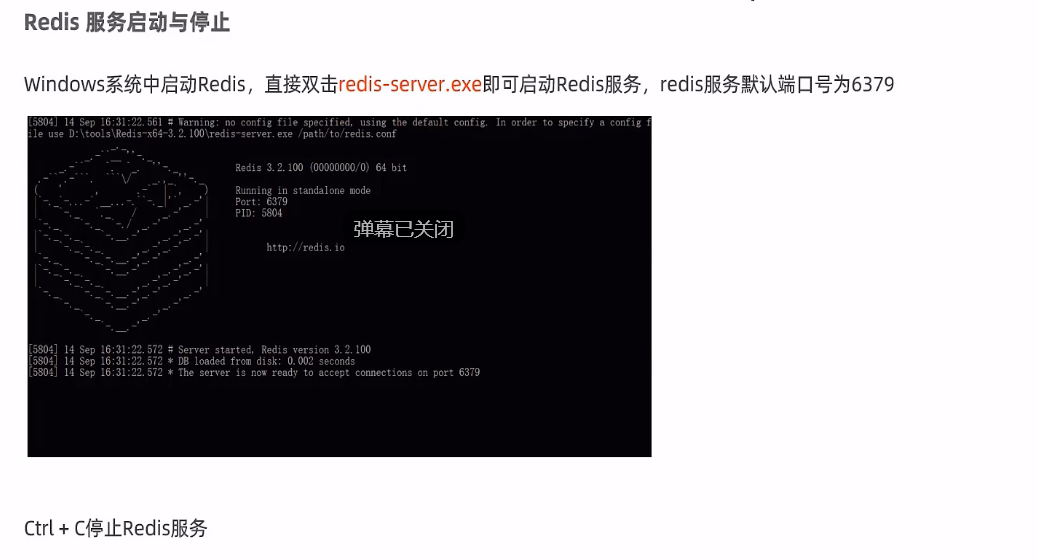 Redis 服务启动与停止
Windows系统中启动Redis，直接双击redis-server.exe即可启动Redis服务，redis服务默认端口号为6379
[5804] 14 Sep 16:31:22.561 # Warning: no config file specified, using the default config. In order to specify a config f
ile use D:\tools\Redis-x64-3.2.100\redis-server.exe /path/to/redis.conf
Redis 3.2.100 (00000000/0) 64 bit
Running in standalone mode
Port: 6379
PID: 5804
弹幕已关闭
http://redis.io
[5804] 14 Sep 16:31:22.572 # Server started, Redis version 3.2.100
[5804] 14 Sep 16:31:22.572 * DB loaded from disk: 0.002 seconds
[5804] 14 Sep 16:31:22.572 * The server is now ready to accept connections on port 6379
Ctrl + C停止Redis服务